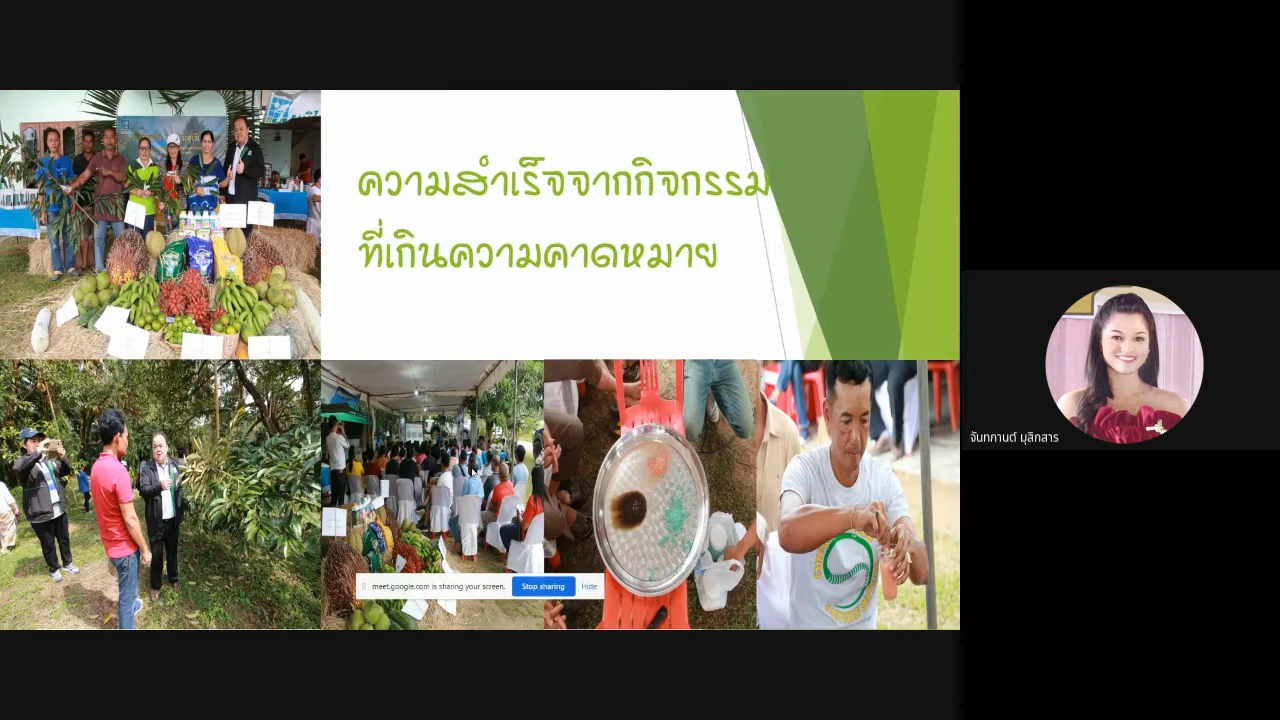 ความสำเร็จจากกิจกรรม
ที่เกินความคาดหมาย
จันทกานต์ มุสิกสาร
meet.google.com is sharing your screen.
Stop sharing
Hide